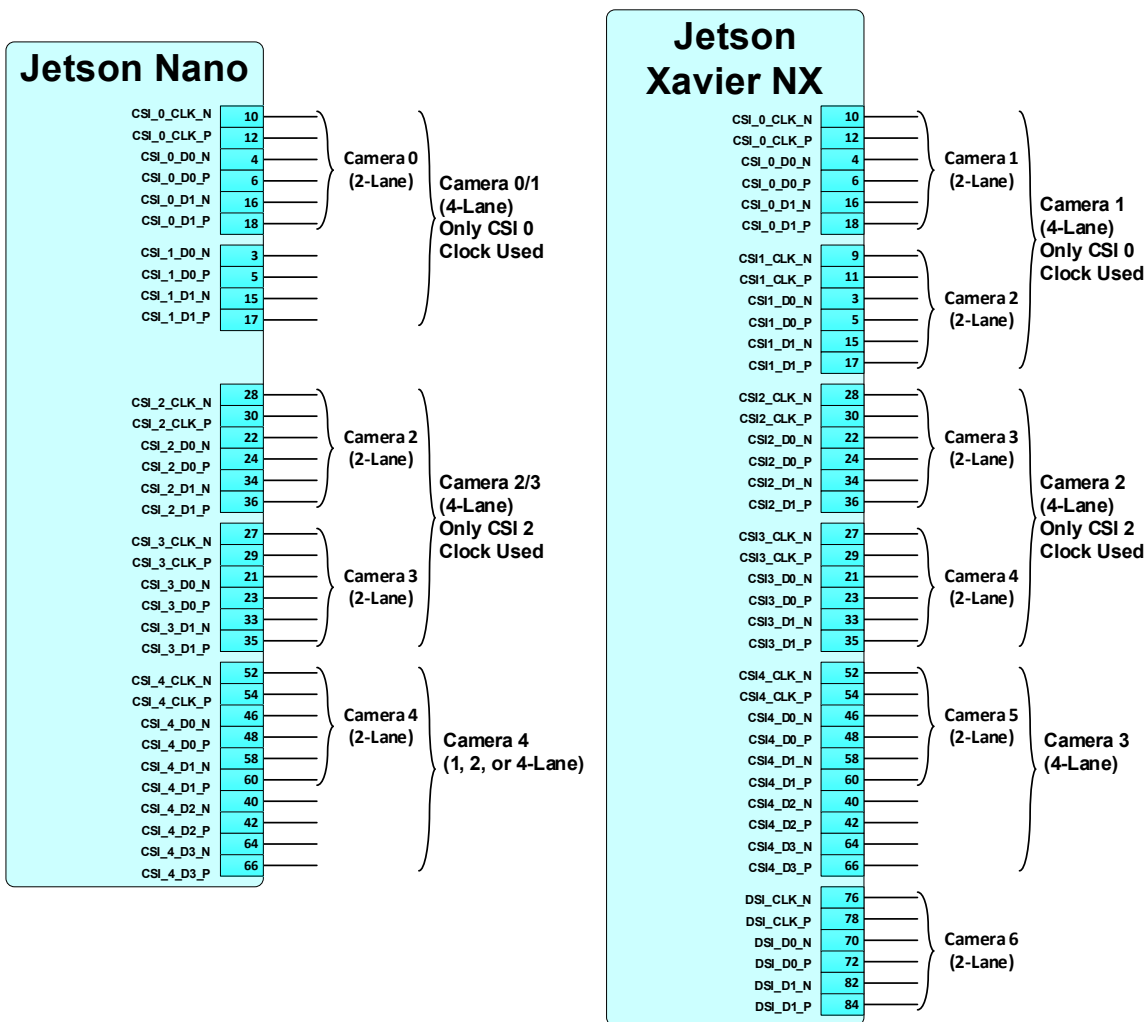 Jetson Nano
CSI_0_CLK_N 10
CSI_0_CLK_P 12
CSI_0_D0_N 4
CSI_0_D0_P 6
CSI_0_D1_N 16
CSI_0_D1_P 18
Camera 0
(2-Lane)
CSI_1_D0_N 3
CSI_1_D0_P 5
CSI_1_D1_N 15
CSI_1_D1_P 17
Camera 0/1
(4-Lane)
Only CSI 0
Clock Used
CSI_2_CLK_N 28
CSI_2_CLK_P 30
CSI_2_D0_N 22
CSI_2_D0_P 24
CSI_2_D1_N 34
CSI_2_D1_P 36
Camera 2
(2-Lane)
CSI_3_CLK_N 27
CSI_3_CLK_P 29
CSI_3_D0_N 21
CSI_3_D0_P 23
CSI_3_D1_N 33
CSI_3_D1_P 35
Camera 3
(2-Lane)
Camera 2/3
(4-Lane)
Only CSI 2
Clock Used
CSI_4_CLK_N 52
CSI_4_CLK_P 54
CSI_4_D0_N 46
CSI_4_D0_P 48
CSI_4_D1_N 58
CSI_4_D1_P 60
CSI_4_D2_N 40
CSI_4_D2_P 42
CSI_4_D3_N 64
CSI_4_D3_P 66
Camera 4
(2-Lane)
Camera 4
(1, 2, or 4-Lane)
Jetson
Xavier NX
CSI_0_CLK_N 10
CSI_0_CLK_P 12
CSI_0_D0_N 4
CSI_0_D0_P 6
CSI_0_D1_N 16
CSI_0_D1_P 18
Camera 1
(2-Lane)
CSI1_CLK_N 9
CSI1_CLK_P 11
CSI1_D0_N 3
CSI1_D0_P 5
CSI1_D1_N 15
CSI1_D1_P 17
Camera 2
(2-Lane)
Camera 1
(4-Lane)
Only CSI 0
Clock Used
CSI2_CLK_N 28
CSI2_CLK_P 30
CSI2_D0_N 22
CSI2_D0_P 24
CSI2_D1_N 34
CSI2_D1_P 36
Camera 3
(2-Lane)
CSI3_CLK_N 27
CSI3_CLK_P 29
CSI3_D0_N 21
CSI3_D0_P 23
CSI3_D1_N 33
CSI3_D1_P 35
Camera 4
(2-Lane)
Camera 2
(4-Lane)
Only CSI 2
Clock Used
CSI4_CLK_N 52
CSI4_CLK_P 54
CSI4_D0_N 46
CSI4_D0_P 48
CSI4_D1_N 58
CSI4_D1_P 60
CSI4_D2_N 40
CSI4_D2_P 42
CSI4_D3_N 64
CSI4_D3_P 66
Camera 5
(2-Lane)
Camera 3
(4-Lane)
DSI_CLK_N 76
DSI_CLK_P 78
DSI_D0_N 70
DSI_D0_P 72
DSI_D1_N 82
DSI_D1_P 84
Camera 6
(2-Lane)